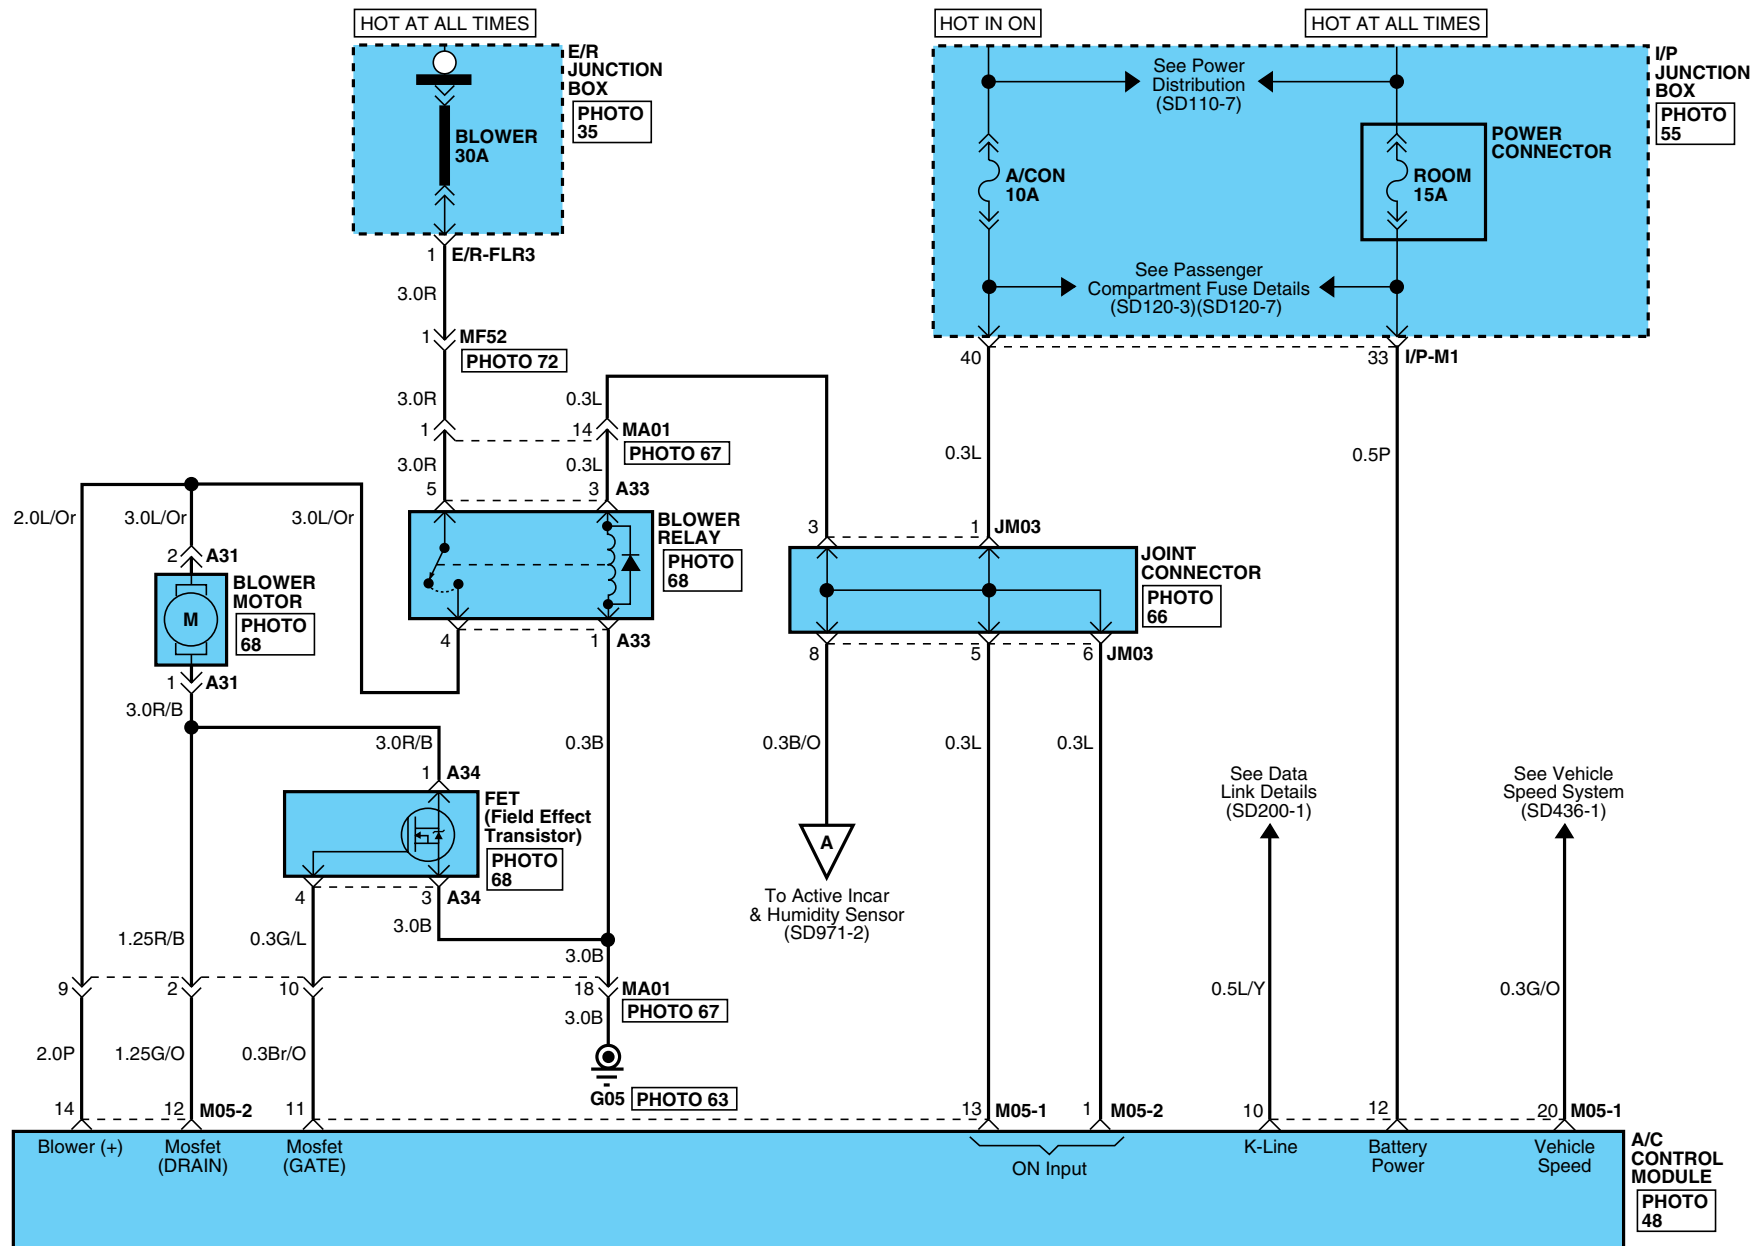 HOT AT ALL TIMES
HOT IN ON
HOT AT ALL TIMES
E/R
JUNCTION
BOX
PHOTO
35
BLOWER
30A
See Power
Distribution
(SD110-7)
I/P
JUNCTION
BOX
PHOTO
55
POWER
CONNECTOR
A/CON
10A
ROOM
15A
See Passenger
Compartment Fuse Details
(SD120-3)(SD120-7)
1 E/R-FLR3
3.0R
1 MF52
PHOTO 72
40
33 I/P-M1
3.0R
0.3L
1
14 MA01
PHOTO 67
3.0R
0.3L
0.3L
0.5P
5
3 A33
2.0L/Or
3.0L/Or
3.0L/Or
BLOWER
RELAY
PHOTO
68
3
1 JM03
2 A31
BLOWER
MOTOR
PHOTO
68
M
JOINT
CONNECTOR
PHOTO
66
4
1 A33
8
5
6 JM03
1 A31
3.0R/B
3.0R/B
0.3B
0.3B/O
0.3L
0.3L
1 A34
FET
(Field Effect
Transistor)
PHOTO
68
See Data
Link Details
(SD200-1)
See Vehicle
Speed System
(SD436-1)
A
To Active Incar
& Humidity Sensor
(SD971-2)
4
3 A34
3.0B
1.25R/B
0.3G/L
3.0B
9
2
10
18 MA01
PHOTO 67
0.5L/Y
0.3G/O
3.0B
2.0P
1.25G/O
0.3Br/O
G05 PHOTO 63
14
12 M05-2
11
13 M05-1
1 M05-2
10
12
20 M05-1
Blower (+)
Mosfet
(DRAIN)
Mosfet
(GATE)
ON Input
K-Line
Battery
Power
Vehicle
Speed
A/C
CONTROL
MODULE
PHOTO
48